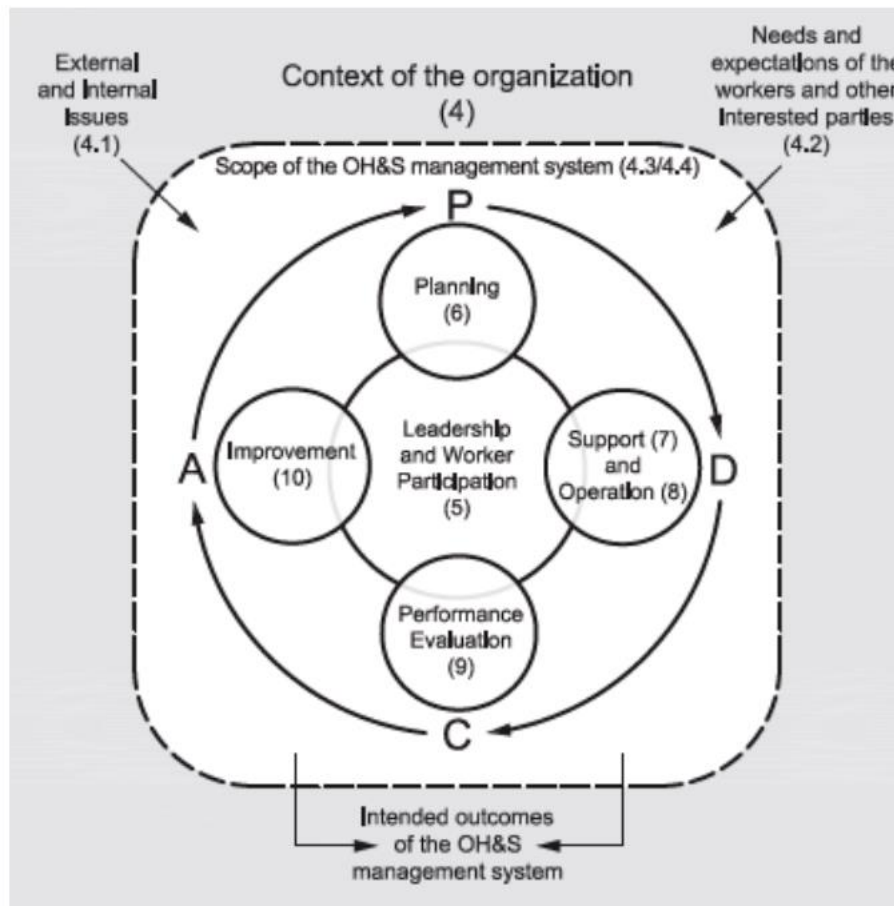 External
and Internal
Issues
(4.1)
Context of the organization
(4)
Needs and
expectations of the
workers and other
Interested parties
(4.2)
Scope of the OH&S management system (4.3/4.4)
P
Planning
(6)
A
Improvement
(10)
Leadership
and Worker
Participation
(5)
Support (7)
and
Operation (8)
D
Performance
Evaluation
(9)
C
Intended outcomes
of the OH&S
management system